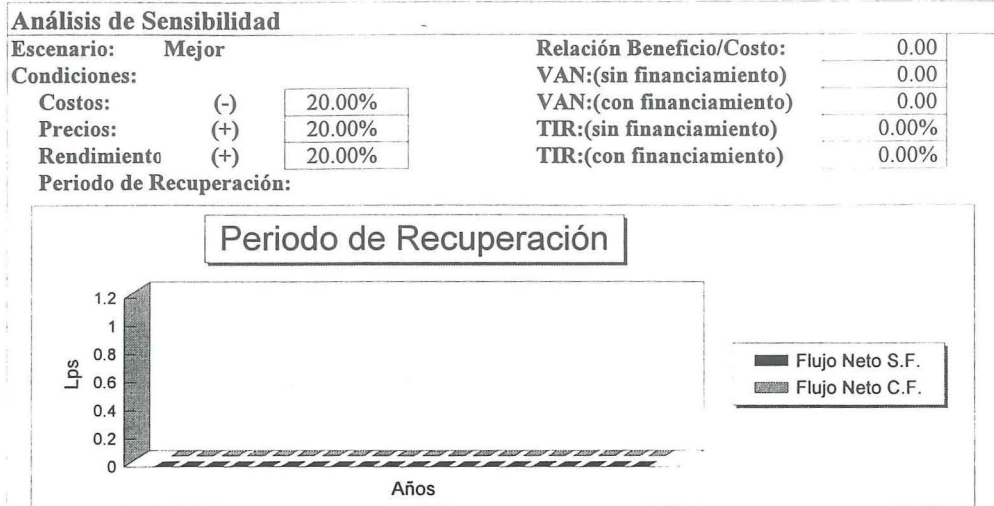 Análisis de Sensibilidad
Escenario: Mejor
Condiciones:
Costos: (-) 20.00%
Precios: (+) 20.00%
Rendimiento (+) 20.00%
Periodo de Recuperación:
Relación Beneficio/Costo: 0.00
VAN:(sin financiamiento) 0.00
VAN:(con financiamiento) 0.00
TIR:(sin financiamiento) 0.00%
TIR:(con financiamiento) 0.00%
Periodo de Recuperación
Lps
1.2
1
0.8
0.6
0.4
0.2
0
Años
Flujo Neto S.F.
Flujo Neto C.F.